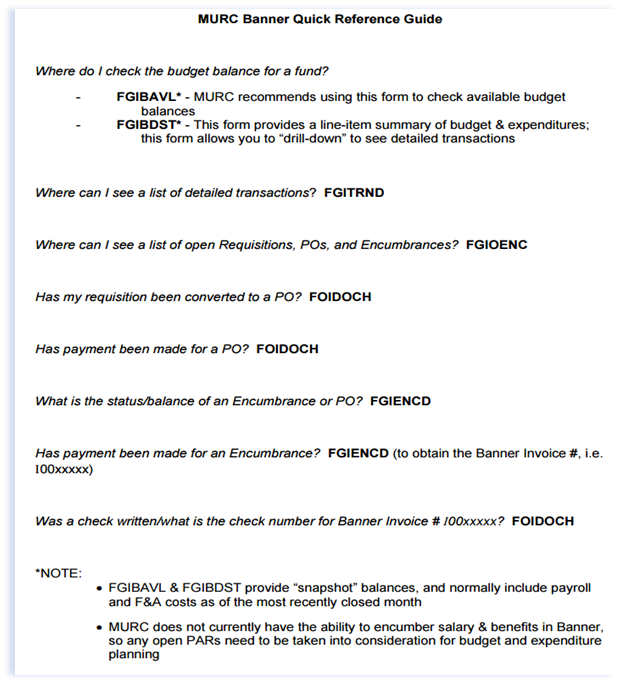 MURC Banner Quick Reference Guide
Where do I check the budget balance for a fund?
- FGIBAVL* - MURC recommends using this form to check available budget
balances
- FGIBDST* - This form provides a line-item summary of budget & expenditures;
this form allows you to “drill-down” to see detailed transactions
Where can I see a list of detailed transactions? FGITRND
Where can I see a list of open Requisitions, POs, and Encumbrances? FGIOENC
Has my requisition been converted to a PO? FOIDOCH
Has payment been made for a PO? FOIDOCH
What is the status/balance of an Encumbrance or PO? FGIENCD
Has payment been made for an Encumbrance? FGIENCD (to obtain the Banner Invoice #, i.e.
I00xxxxx)
Was a check written/what is the check number for Banner Invoice # I00xxxxx? FOIDOCH
*NOTE:
• FGIBAVL & FGIBDST provide “snapshot” balances, and normally include payroll
and F&A costs as of the most recently closed month
• MURC does not currently have the ability to encumber salary & benefits in Banner,
so any open PARs need to be taken into consideration for budget and expenditure
planning